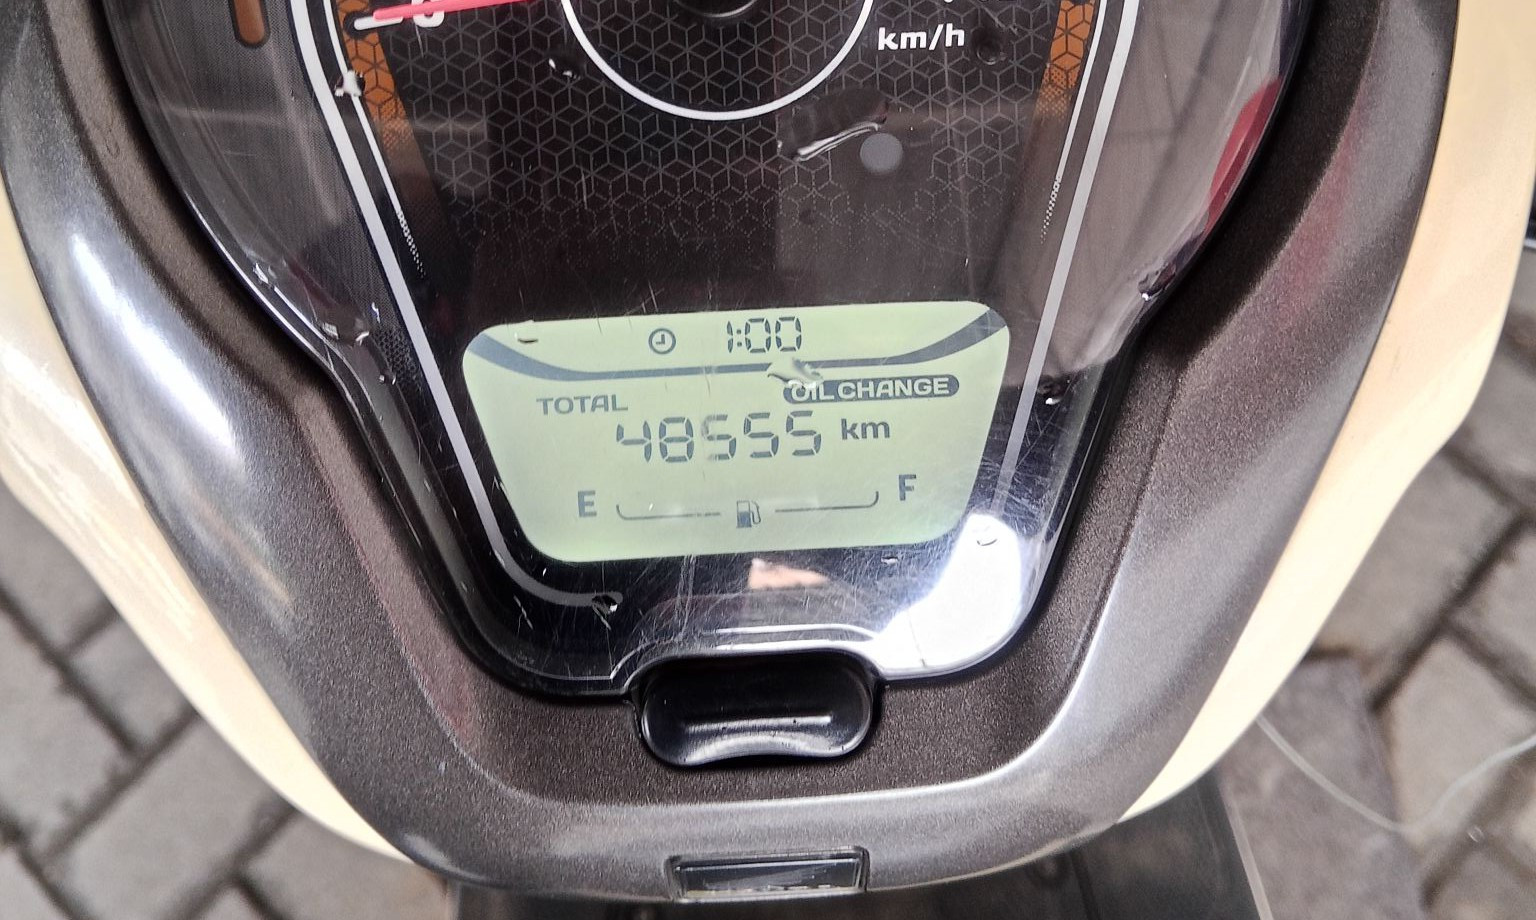 km/h
1:00
OIL CHANGE
TOTAL
48555 km
E F